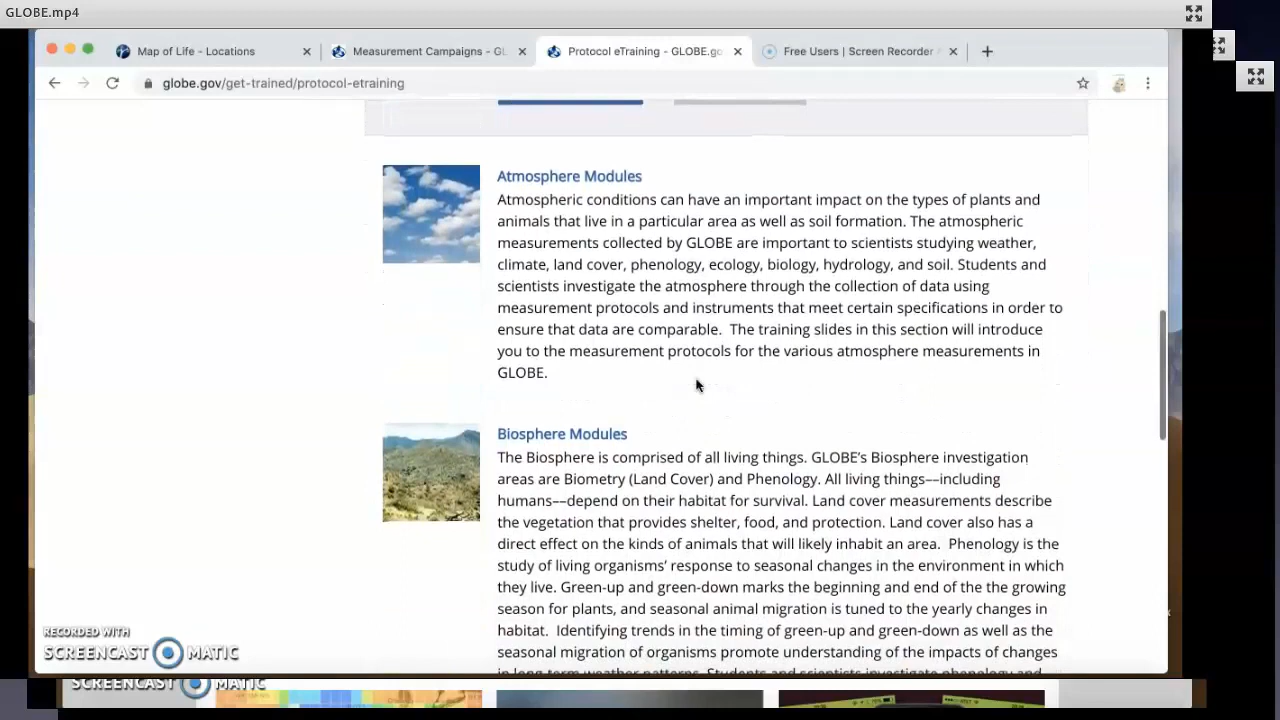 GLOBE.mp4
Map of Life - Locations
Measurement Campaigns - GL
Protocol eTraining - GLOBE.go
Free Users | Screen Recorder
globe.gov/get-trained/protocol-etraining
Atmosphere Modules
Atmospheric conditions can have an important impact on the types of plants and
animals that live in a particular area as well as soil formation. The atmospheric
measurements collected by GLOBE are important to scientists studying weather,
climate, land cover, phenology, ecology, biology, hydrology, and soil. Students and
scientists investigate the atmosphere through the collection of data using
measurement protocols and instruments that meet certain specifications in order to
ensure that data are comparable.  The training slides in this section will introduce
you to the measurement protocols for the various atmosphere measurements in
GLOBE.
Biosphere Modules
The Biosphere is comprised of all living things. GLOBE's Biosphere investigation
areas are Biometry (Land Cover) and Phenology. All living things––including
humans––depend on their habitat for survival. Land cover measurements describe
the vegetation that provides shelter, food, and protection. Land cover also has a
direct effect on the kinds of animals that will likely inhabit an area.  Phenology is the
study of living organisms' response to seasonal changes in the environment in which
they live. Green-up and green-down marks the beginning and end of the the growing
season for plants, and seasonal animal migration is tuned to the yearly changes in
habitat.  Identifying trends in the timing of green-up and green-down as well as the
seasonal migration of organisms promote understanding of the impacts of changes
in long-term weather patterns. Students and scientists investigate phenology and
RECORDED WITH
SCREENCAST MATIC
SCREENCAST MATIC